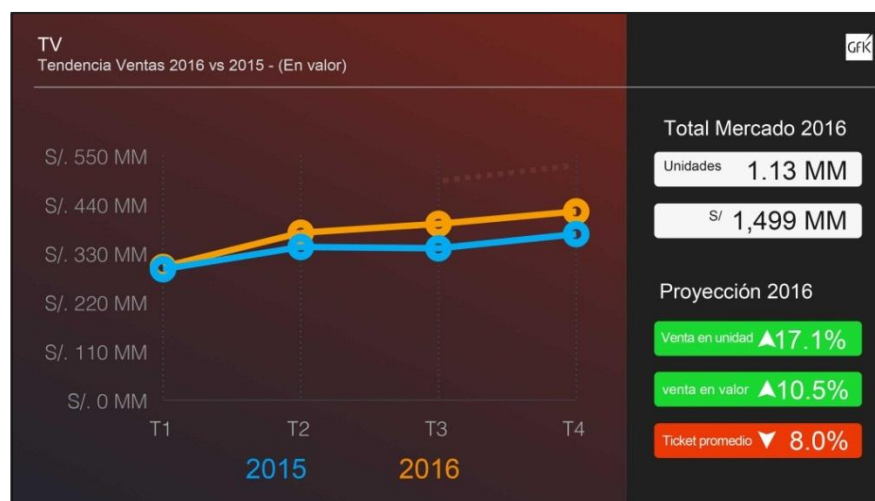 TV
Tendencia Ventas 2016 vs 2015 - (En valor)
GfK
S/. 550 MM
S/. 440 MM
S/. 330 MM
S/. 220 MM
S/. 110 MM
S/. 0 MM
T1 T2 T3 T4
2015 2016
Total Mercado 2016
Unidades 1.13 MM
S/ 1,499 MM
Proyección 2016
Venta en unidad 17.1%
venta en valor 10.5%
Ticket promedio 8.0%